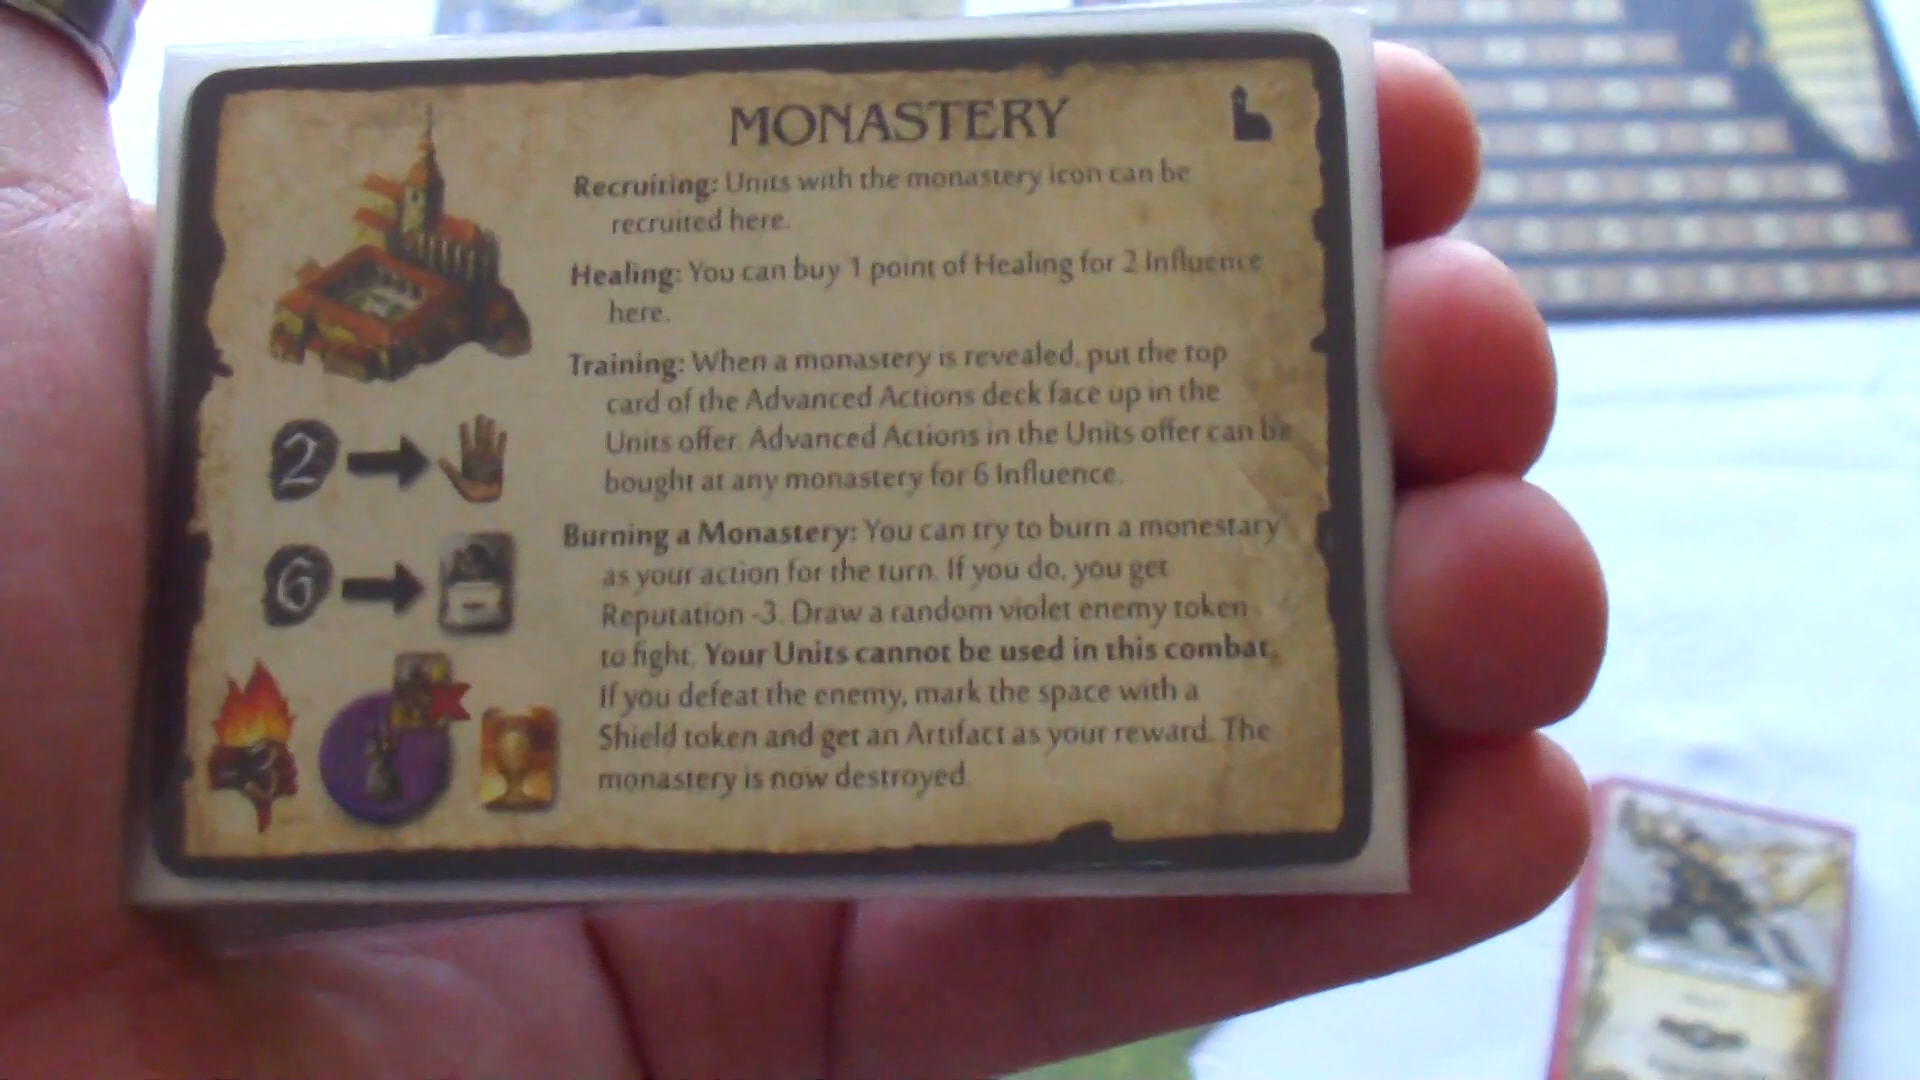 MONASTERY
Recruiting: Units with the monastery icon can be
recruited here.
Healing: You can buy 1 point of Healing for 2 Influence
here.
Training: When a monastery is revealed, put the top
card of the Advanced Actions deck face up in the
Units offer. Advanced Actions in the Units offer can be
bought at any monastery for 6 Influence.
2
6
-3
Burning a Monastery: You can try to burn a monestary
as your action for the turn. If you do, you get
Reputation -3. Draw a random violet enemy token
to fight. Your Units cannot be used in this combat.
If you defeat the enemy, mark the space with a
Shield token and get an Artifact as your reward. The
monastery is now destroyed.